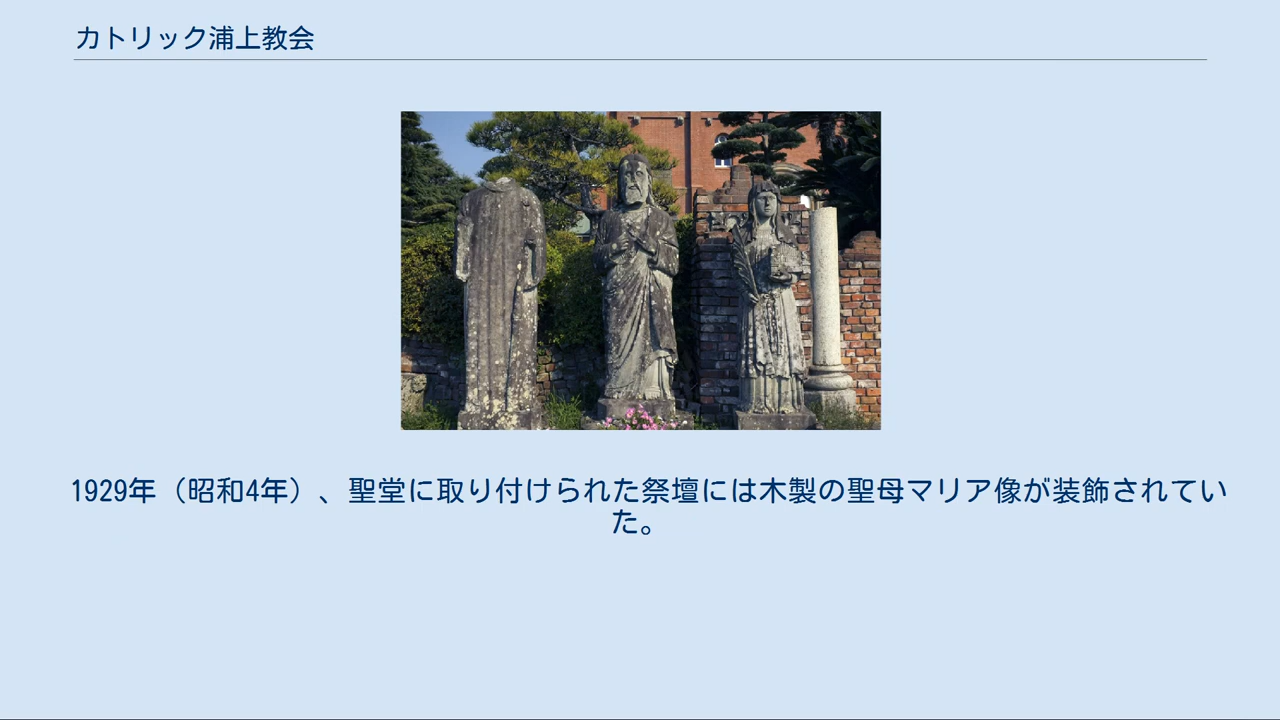 カトリック浦上教会
1929年（昭和4年）、聖堂に取り付けられた祭壇には木製の聖母マリア像が装飾されてい
た。